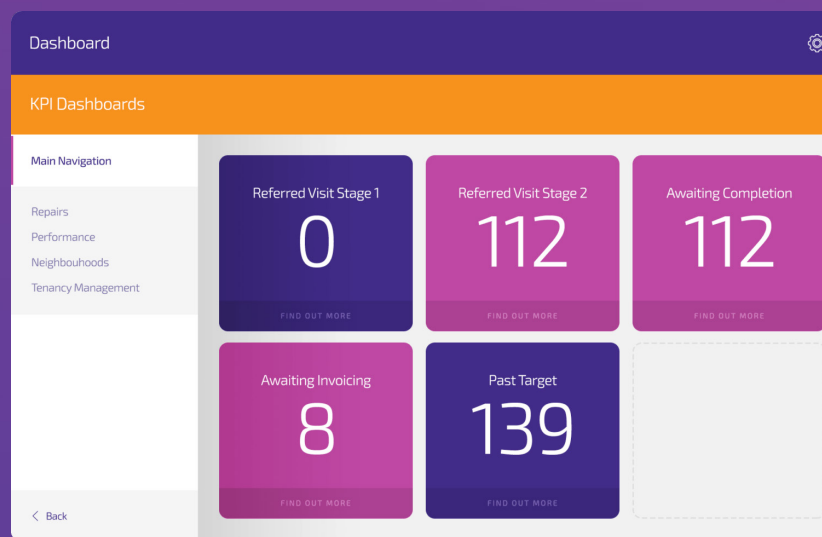 Dashboard
KPI Dashboards
Main Navigation
Repairs
Performance
Neighbouhoods
Tenancy Management
Back
Referred Visit Stage 1
0
FIND OUT MORE
Referred Visit Stage 2
112
FIND OUT MORE
Awaiting Completion
112
FIND OUT MORE
Awaiting Invoicing
8
FIND OUT MORE
Past Target
139
FIND OUT MORE